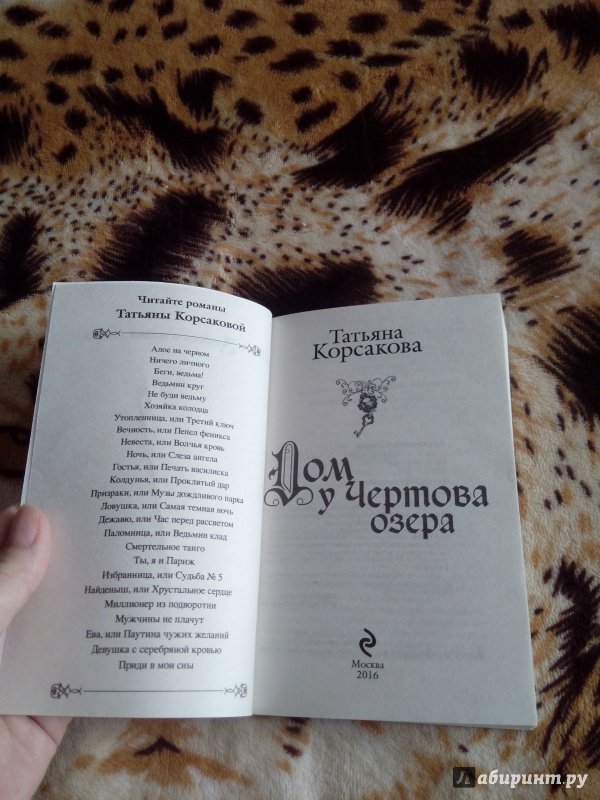 Читайте романы
Татьяны Корсаковой
Алое на черном
Ничего личного
Беги, ведьма!
Ведьмин круг
Не буди ведьму
Хозяйка колодца
Утопленница, или Третий ключ
Вечность, или Пепел феникса
Невеста, или Волчья кровь
Ночь, или Слеза ангела
Гостья, или Печать василиска
Колдунья, или Проклятый дар
Призраки, или Музы дождливого парка
Ловушка, или Самая темная ночь
Дежавю, или Час перед рассветом
Паломница, или Ведьмин клад
Смертельное танго
Ты, я и Париж
Избранница, или Судьба № 5
Найденыш, или Хрустальное сердце
Миллионер из подворотни
Мужчины не плачут
Ева, или Паутина чужих желаний
Девушка с серебряной кровью
Приди в мои сны
Татьяна
Корсакова
Дом
у Чертова
озера
Москва
2016
Лабиринт.ру